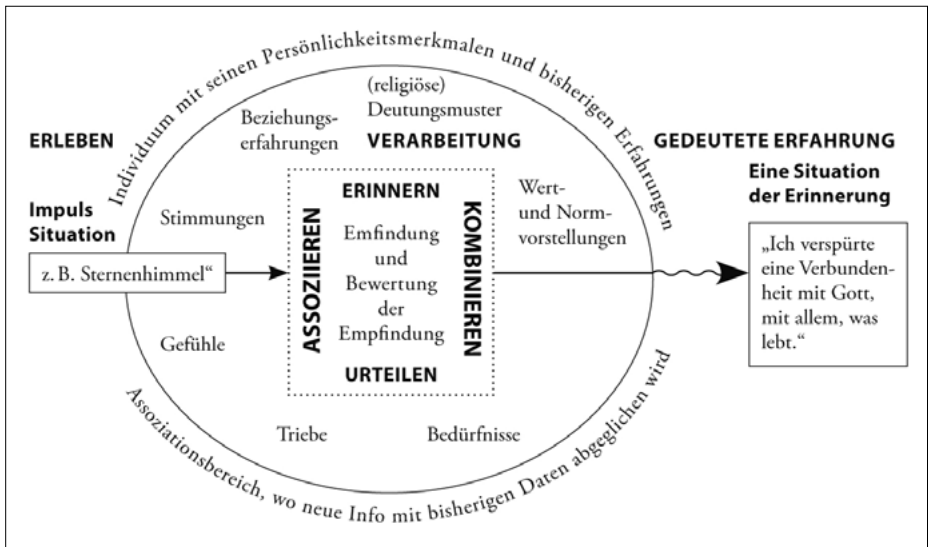 Individuum mit seinen Persönlichkeitsmerkmalen und bisherigen Erfahrungen
ERLEBEN
Impuls
Situation
z. B. Sternenhimmel“
Beziehungs-
erfahrungen
(religiöse)
Deutungsmuster
VERARBEITUNG
Stimmungen
Gefühle
Triebe
Bedürfnisse
Wert-
und Norm-
vorstellungen
ERINNERN
ASSOZIIEREN
Emfindung
und
Bewertung
der
Empfindung
KOMBINIEREN
URTEILEN
GEDEUTETE ERFAHRUNG
Eine Situation
der Erinnerung
„Ich verspürte
eine Verbunden-
heit mit Gott,
mit allem, was
lebt.“
Assoziationsbereich, wo neue Info mit bisherigen Daten abgeglichen wird